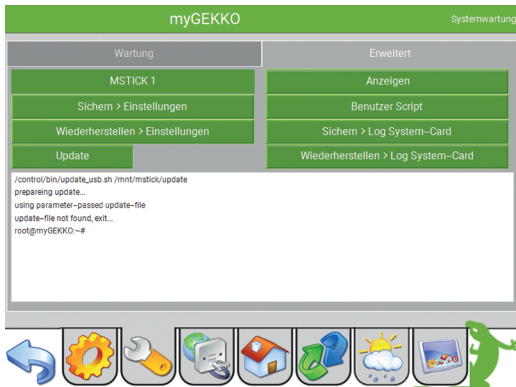 myGEKKO
Systemwartung
Wartung
Erweitert
MSTICK 1
Anzeigen
Sichern > Einstellungen
Benutzer Script
Wiederherstellen > Einstellungen
Sichern > Log System-Card
Update
Wiederherstellen > Log System-Card
/control/bin/update_usb.sh /mnt/mstick/update
prepareing update...
using parameter-passed update-file
update-file not found, exit...
root@myGEKKO:~#